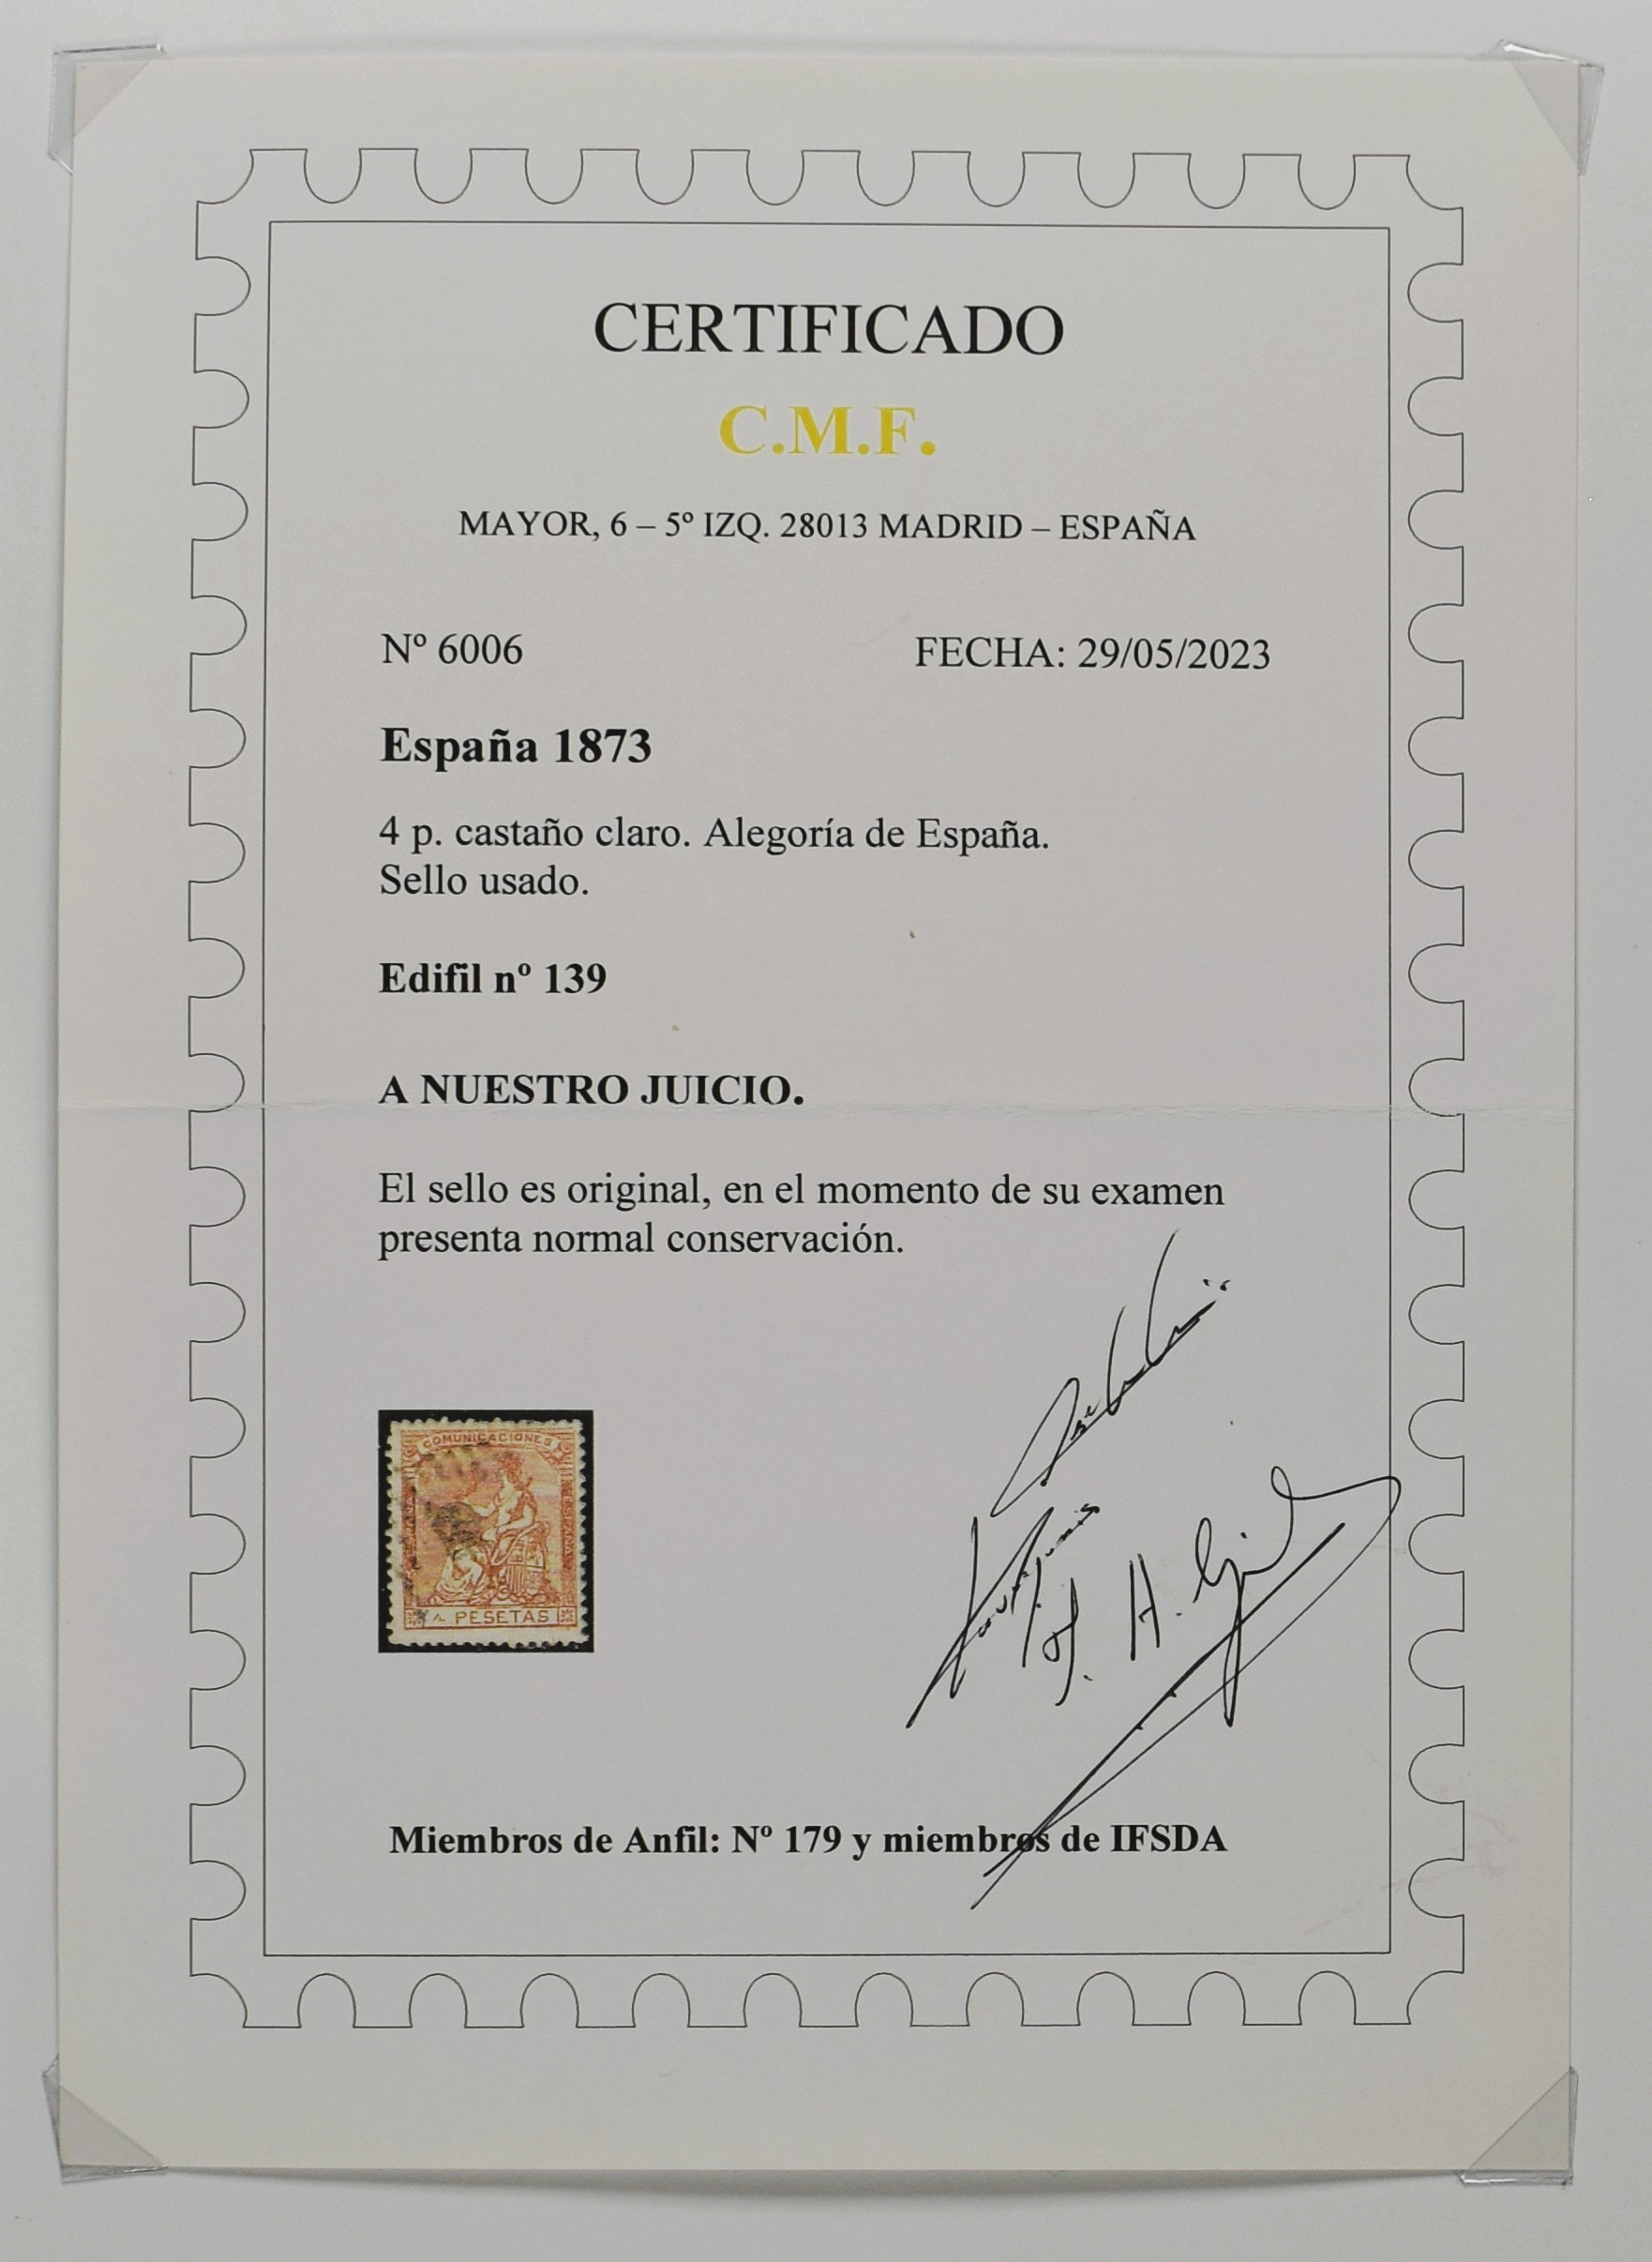 CERTIFICADO
C.M.F.
MAYOR, 6 – 5º IZQ. 28013 MADRID – ESPAÑA
Nº 6006 FECHA: 29/05/2023
España 1873
4 p. castaño claro. Alegoría de España.
Sello usado.
Edifil nº 139
A NUESTRO JUICIO.
El sello es original, en el momento de su examen
presenta normal conservación.
COMUNICACIONES
ESPAÑA
4 PESETAS
Miembros de Anfil: Nº 179 y miembros de IFSDA